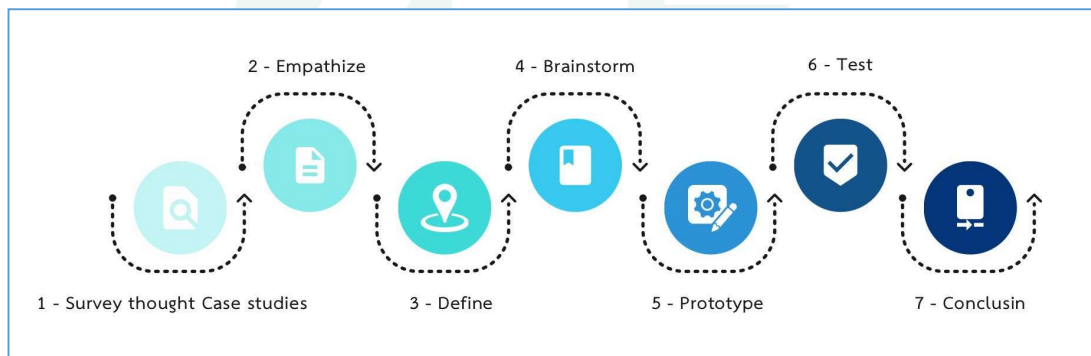 1 - Survey thought Case studies
2 - Empathize
3 - Define
4 - Brainstorm
5 - Prototype
6 - Test
7 - Conclusin